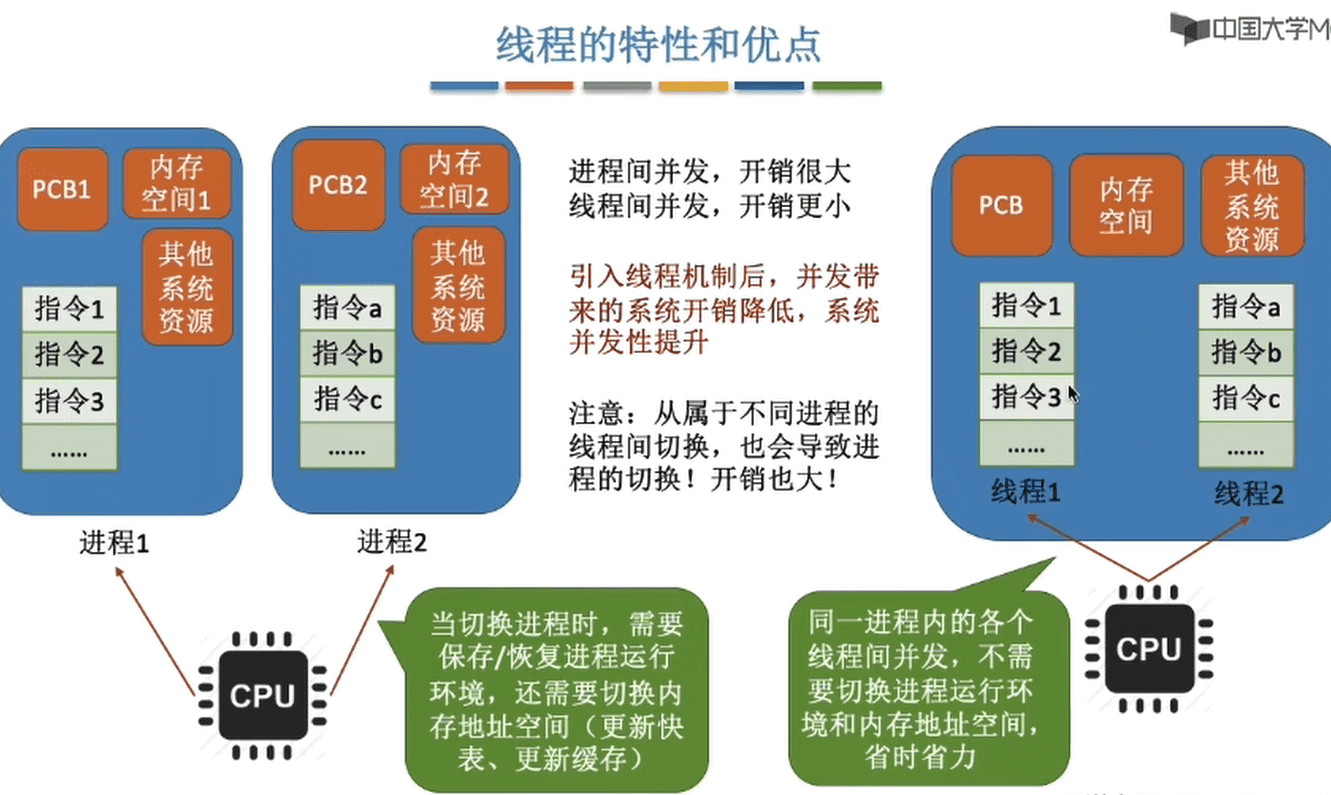 线程的特性和优点
中国大学M
PCB1
内存
空间1
其他
系统
资源
指令1
指令2
指令3
……
进程1
PCB2
内存
空间2
其他
系统
资源
指令a
指令b
指令c
……
进程2
CPU
当切换进程时，需要
保存/恢复进程运行
环境，还需要切换内
存地址空间（更新快
表、更新缓存）
进程间并发，开销很大
线程间并发，开销更小
引入线程机制后，并发带
来的系统开销降低，系统
并发性提升
注意：从属于不同进程的
线程间切换，也会导致进
程的切换！开销也大！
PCB
内存
空间
其他
系统
资源
指令1
指令2
指令3
……
线程1
指令a
指令b
指令c
……
线程2
同一进程内的各个
线程间并发，不需
要切换进程运行环
境和内存地址空间，
省时省力
CPU